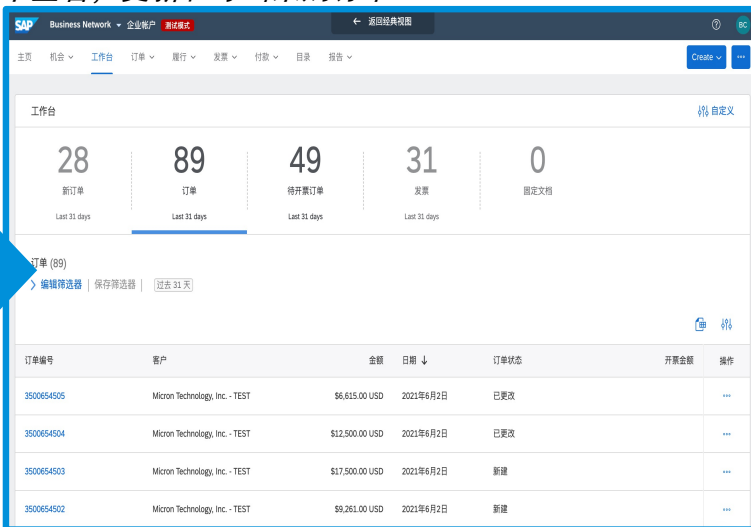 SAP Business Network 企业帐户 测试模式 ← 返回经典视图 BC
主页 机会 工作台 订单 履行 发票 付款 目录 报告 Create
工作台 自定义
28 89 49 31 0
新订单 订单 待开票订单 发票 固定文档
Last 31 days Last 31 days Last 31 days Last 31 days
订单 (89)
编辑筛选器 | 保存筛选器 | 过去 31 天
订单编号 客户 金额 日期 ↓ 订单状态 开票金额 操作
3500654505 Micron Technology, Inc. - TEST $6,615.00 USD 2021年6月2日 已更改
3500654504 Micron Technology, Inc. - TEST $12,500.00 USD 2021年6月2日 已更改
3500654503 Micron Technology, Inc. - TEST $17,500.00 USD 2021年6月2日 新建
3500654502 Micron Technology, Inc. - TEST $9,261.00 USD 2021年6月2日 新建